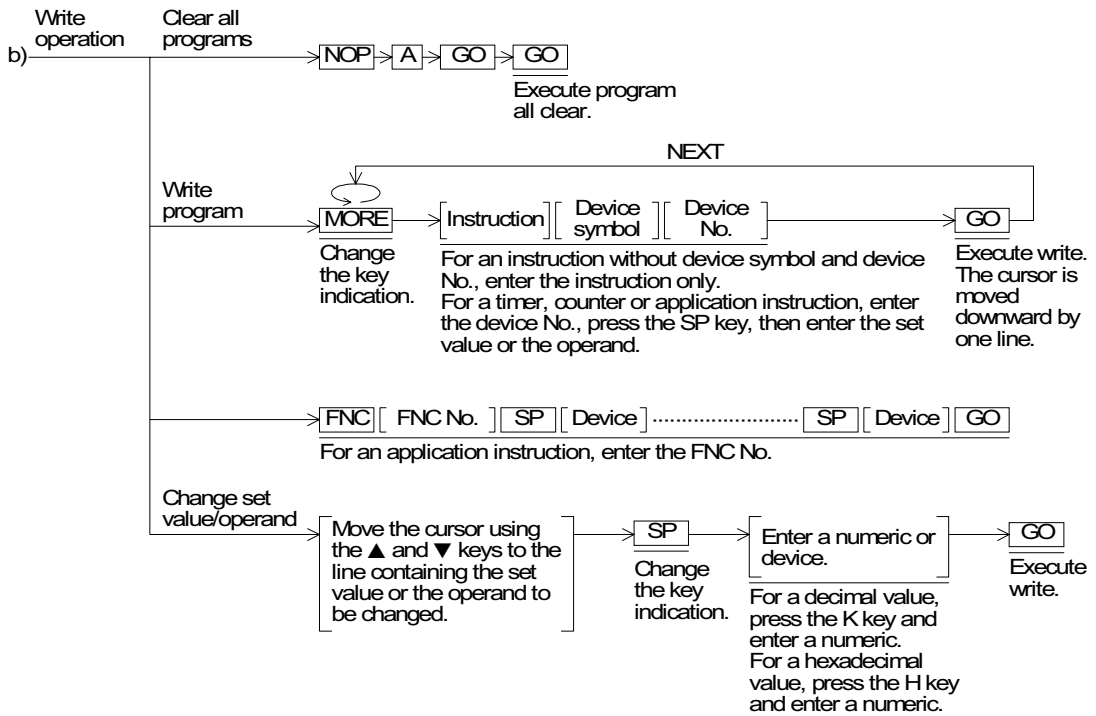 b)
Write
operation
Clear all
programs
NOP A GO GO
Execute program
all clear.
NEXT
Write
program
MORE [Instruction] [Device symbol] [Device No.] GO
Change
the key
indication.
For an instruction without device symbol and device
No., enter the instruction only.
For a timer, counter or application instruction, enter
the device No., press the SP key, then enter the set
value or the operand.
Execute write.
The cursor is
moved
downward by
one line.
FNC [ FNC No. ] SP [ Device ] ........................ SP [ Device ] GO
For an application instruction, enter the FNC No.
Change set
value/operand
Move the cursor using
the ▲ and ▼ keys to the
line containing the set
value or the operand to
be changed.
SP
Change
the key
indication.
Enter a numeric or
device.
For a decimal value,
press the K key and
enter a numeric.
For a hexadecimal
value, press the H key
and enter a numeric.
GO
Execute
write.